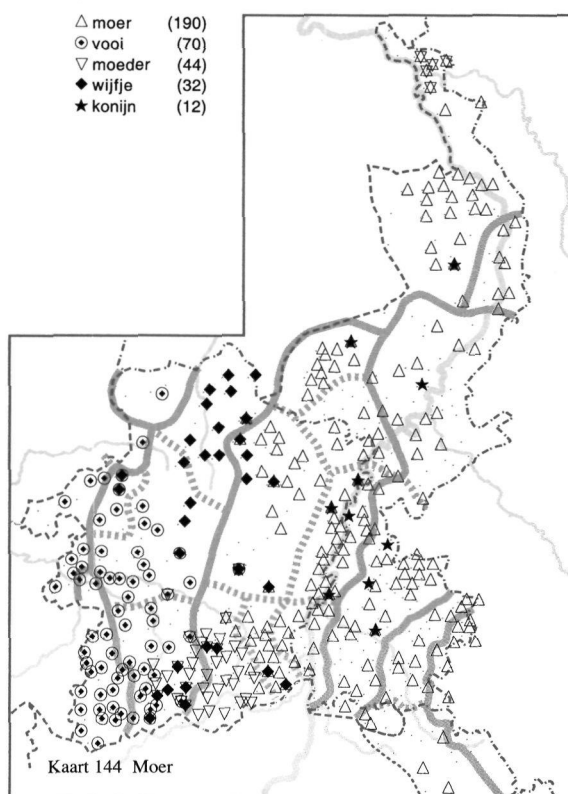 △ moer (190)
⊙ vooi (70)
▽ moeder (44)
◆ wijfje (32)
★ konijn (12)
Kaart 144 Moer